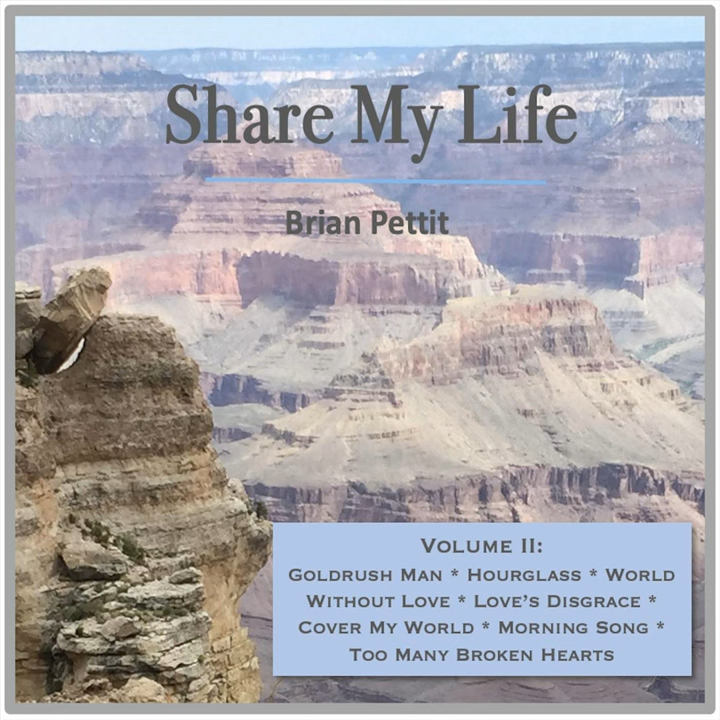 Share My Life
Brian Pettit
Volume II:
Goldrush Man * Hourglass * World
Without Love * Love's Disgrace *
Cover My World * Morning Song *
Too Many Broken Hearts